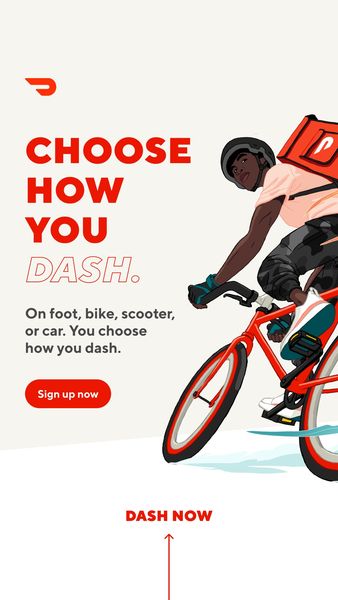 CHOOSE
HOW
YOU
DASH.
On foot, bike, scooter,
or car. You choose
how you dash.
Sign up now
DASH NOW